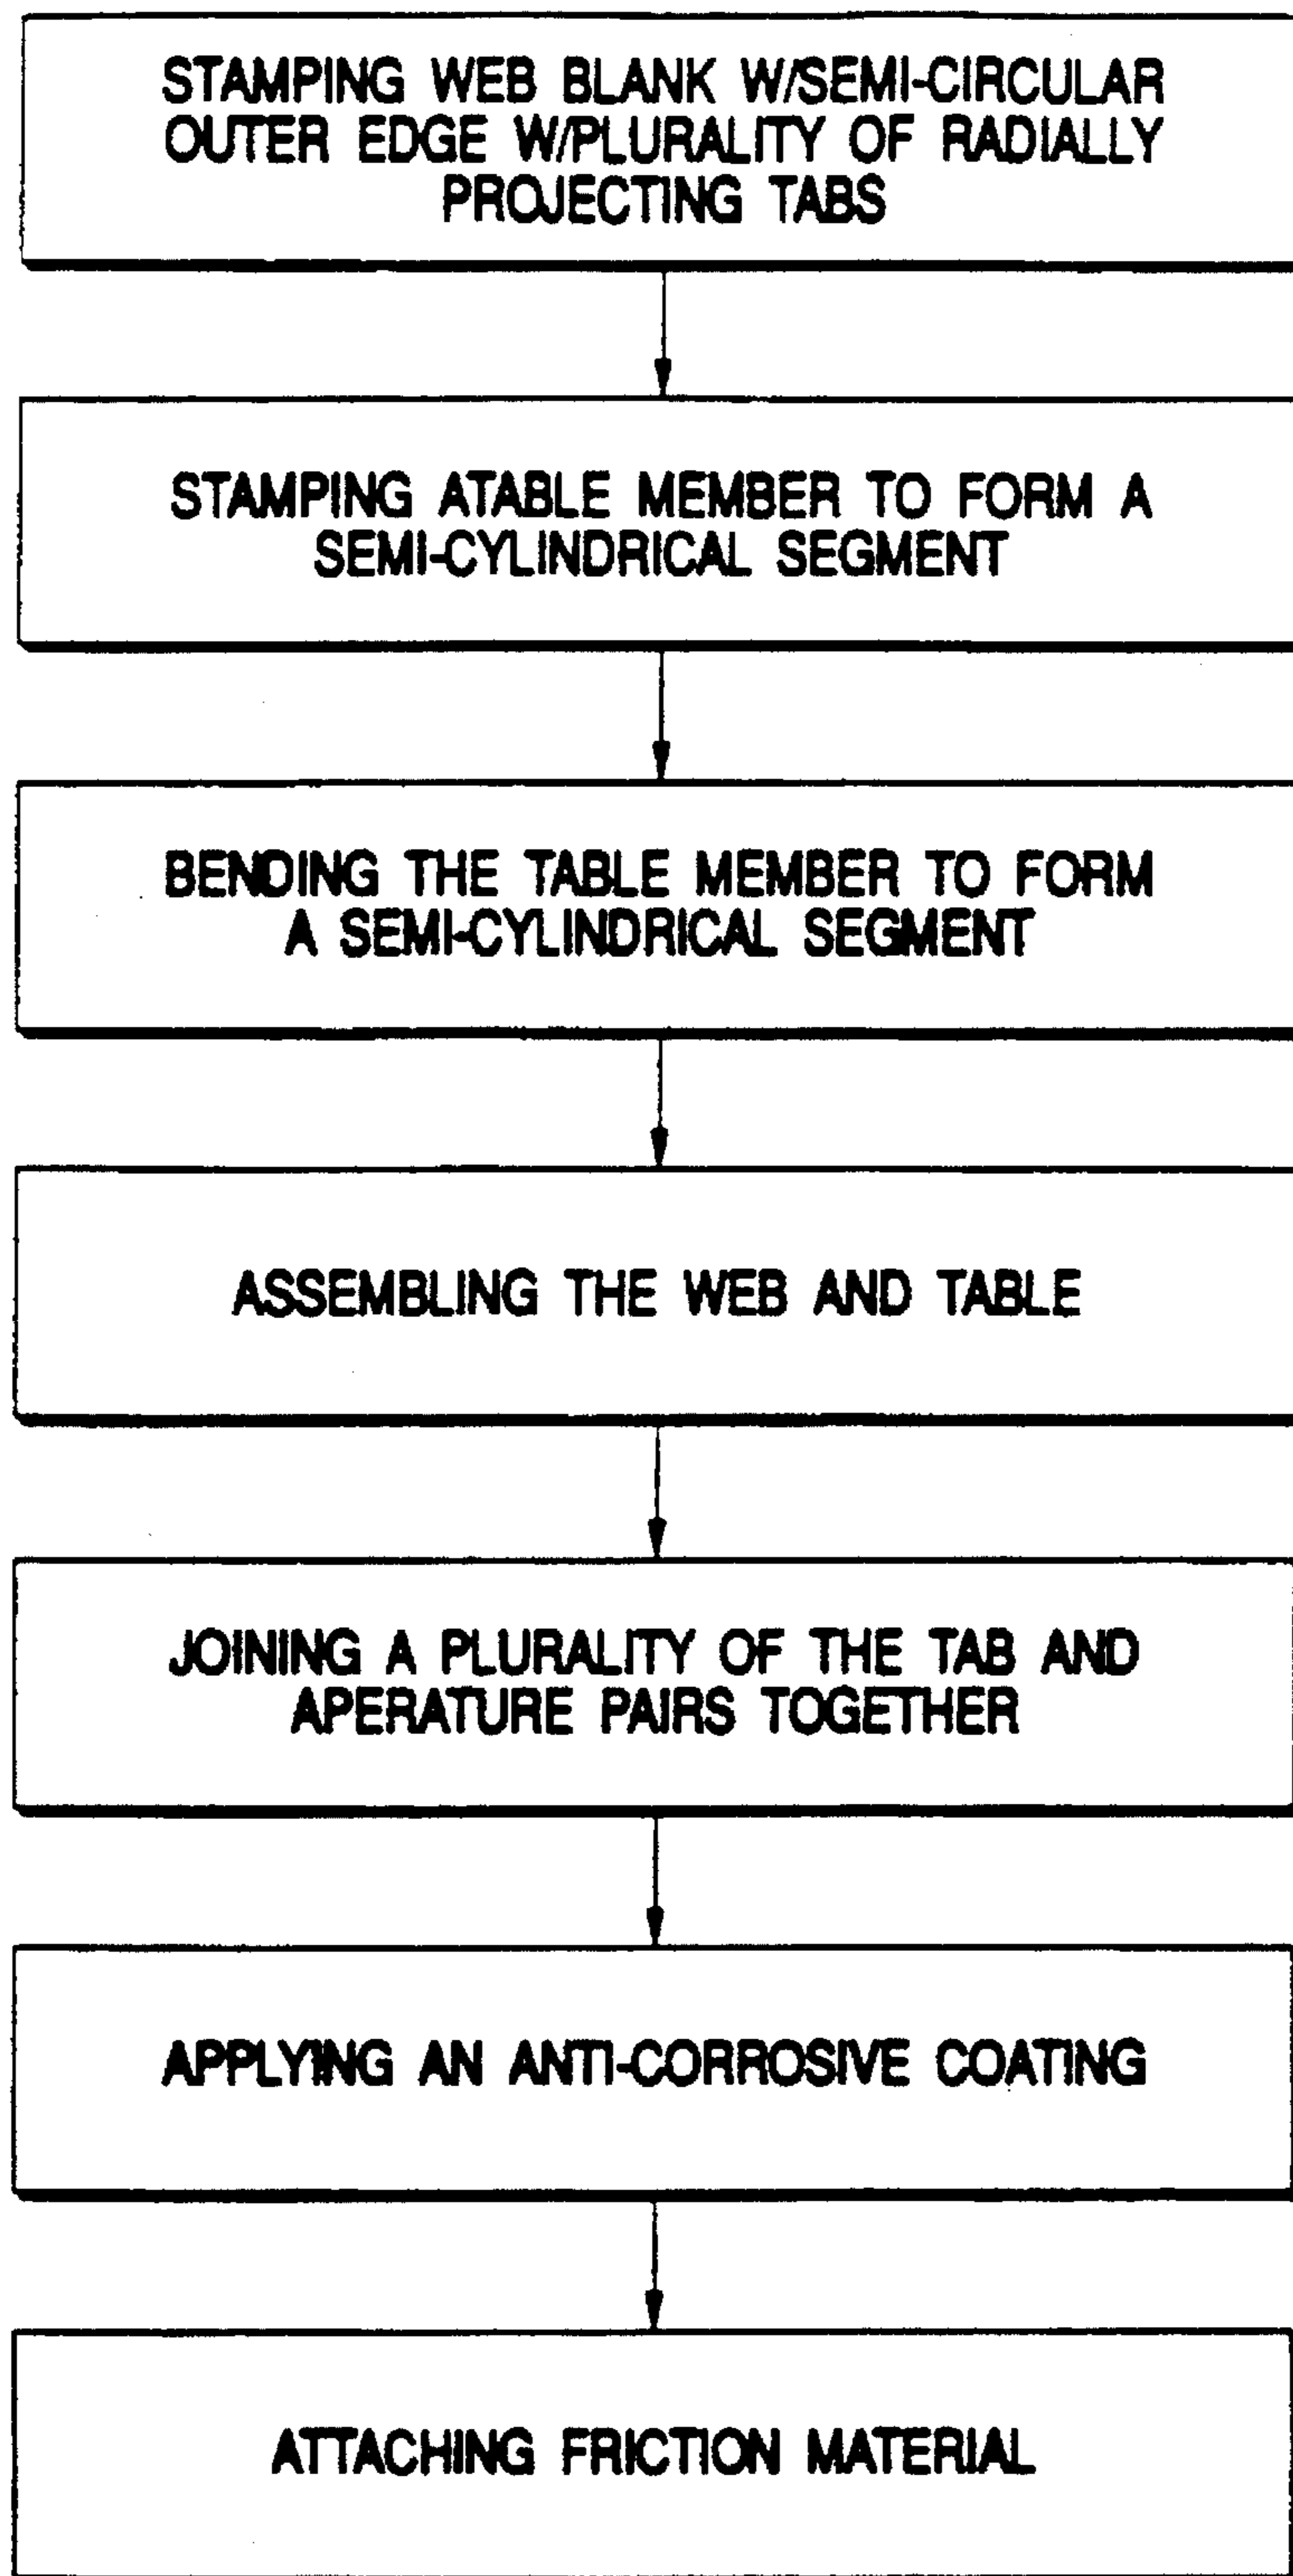 STAMPING WEB BLANK W/SEMI-CIRCULAR
OUTER EDGE W/PLURALITY OF RADIALLY
PROJECTING TABS
STAMPING ATABLE MEMBER TO FORM A
SEMI-CYLINDRICAL SEGMENT
BENDING THE TABLE MEMBER TO FORM
A SEMI-CYLINDRICAL SEGMENT
ASSEMBLING THE WEB AND TABLE
JOINING A PLURALITY OF THE TAB AND
APERATURE PAIRS TOGETHER
APPLYING AN ANTI-CORROSIVE COATING
ATTACHING FRICTION MATERIAL